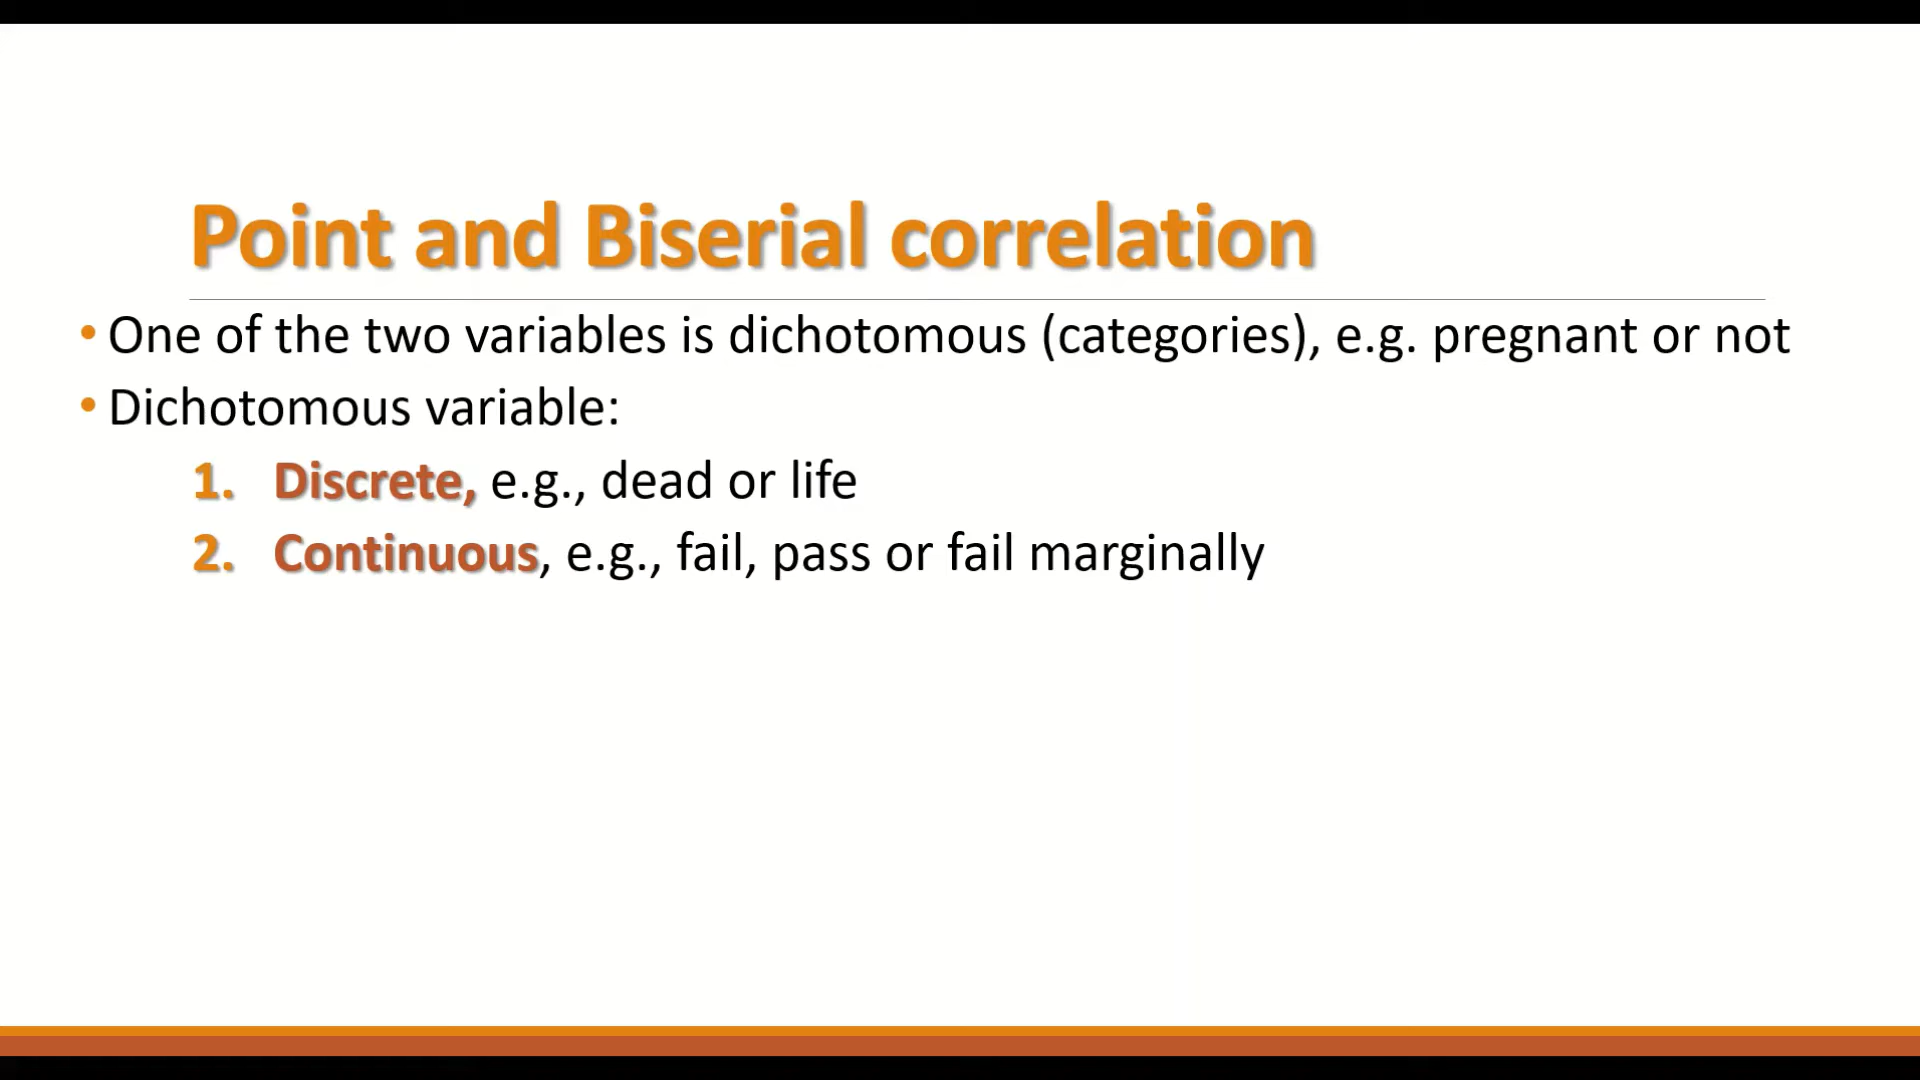 Point and Biserial correlation
• One of the two variables is dichotomous (categories), e.g. pregnant or not
• Dichotomous variable:
1. Discrete, e.g., dead or life
2. Continuous, e.g., fail, pass or fail marginally